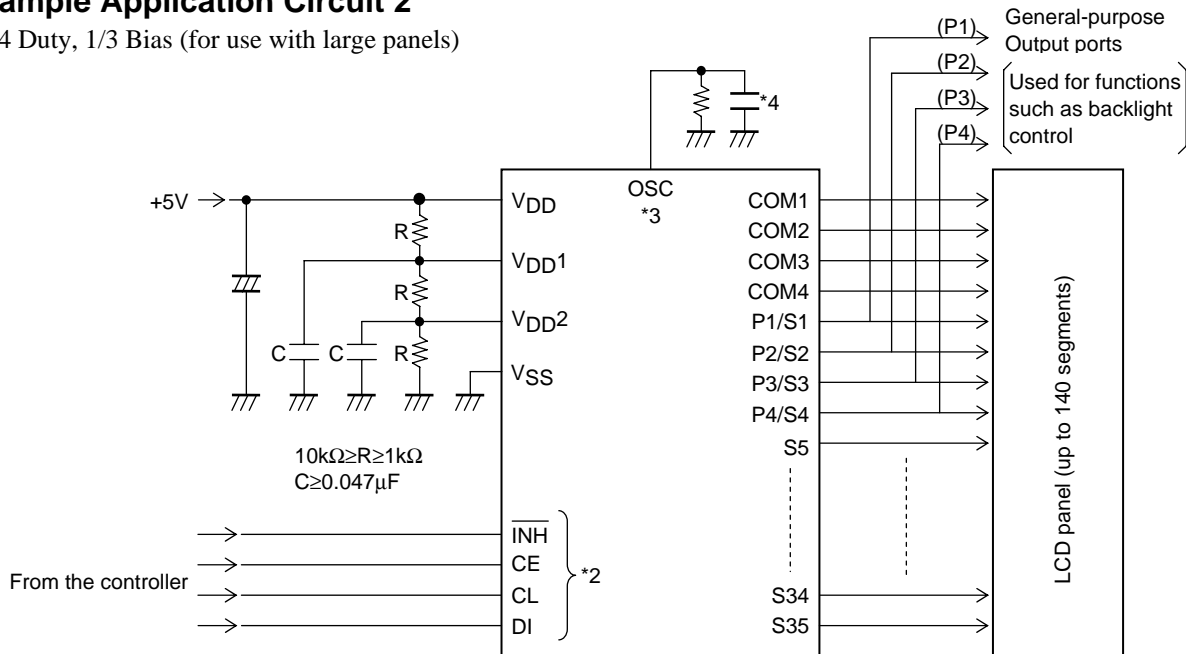 ample Application Circuit 2
4 Duty, 1/3 Bias (for use with large panels)
(P1)
General-purpose
Output ports
(P2)
(P3)
(P4)
Used for functions
such as backlight
control
*4
+5V
OSC
*3
VDD
R
VDD1
R
VDD2
C
C
R
VSS
10kΩ≥R≥1kΩ
C≥0.047μF
COM1
COM2
COM3
COM4
P1/S1
P2/S2
P3/S3
P4/S4
S5
S34
S35
LCD panel (up to 140 segments)
From the controller
INH
CE
CL
DI
*2